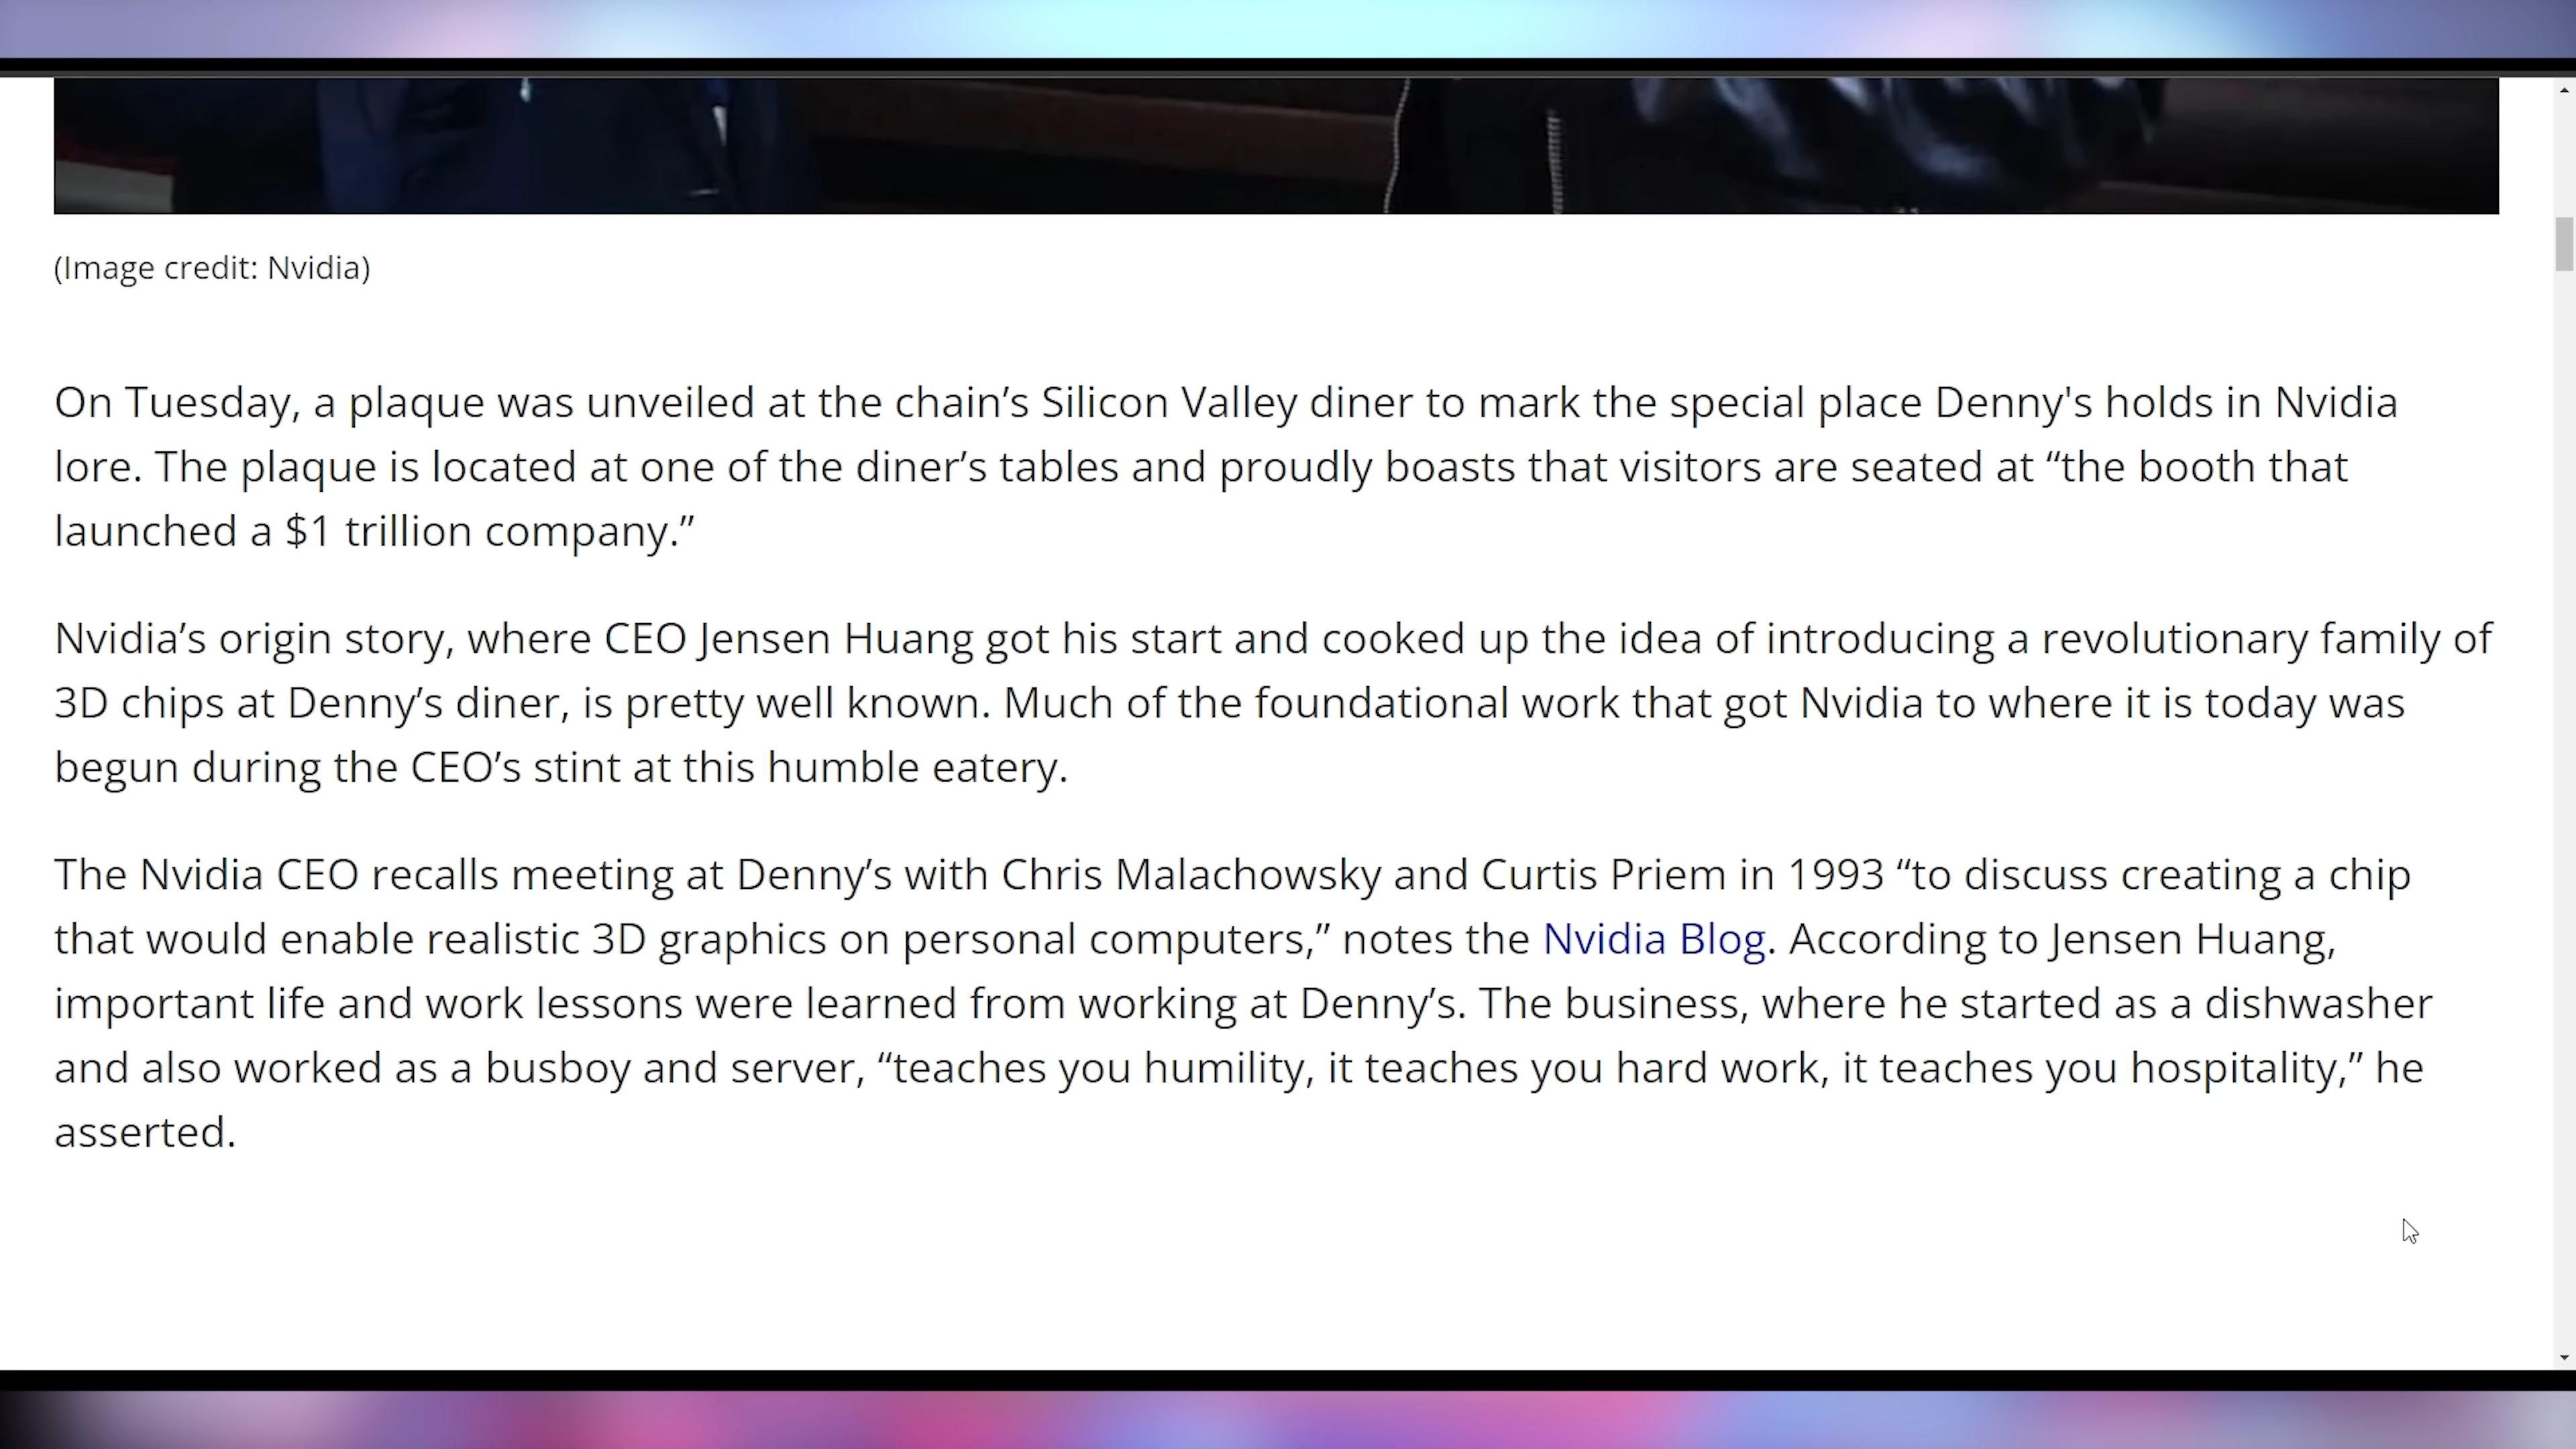 (Image credit: Nvidia)
On Tuesday, a plaque was unveiled at the chain’s Silicon Valley diner to mark the special place Denny's holds in Nvidia
lore. The plaque is located at one of the diner’s tables and proudly boasts that visitors are seated at “the booth that
launched a $1 trillion company.”
Nvidia’s origin story, where CEO Jensen Huang got his start and cooked up the idea of introducing a revolutionary family of
3D chips at Denny’s diner, is pretty well known. Much of the foundational work that got Nvidia to where it is today was
begun during the CEO’s stint at this humble eatery.
The Nvidia CEO recalls meeting at Denny’s with Chris Malachowsky and Curtis Priem in 1993 “to discuss creating a chip
that would enable realistic 3D graphics on personal computers,” notes the Nvidia Blog. According to Jensen Huang,
important life and work lessons were learned from working at Denny’s. The business, where he started as a dishwasher
and also worked as a busboy and server, “teaches you humility, it teaches you hard work, it teaches you hospitality,” he
asserted.